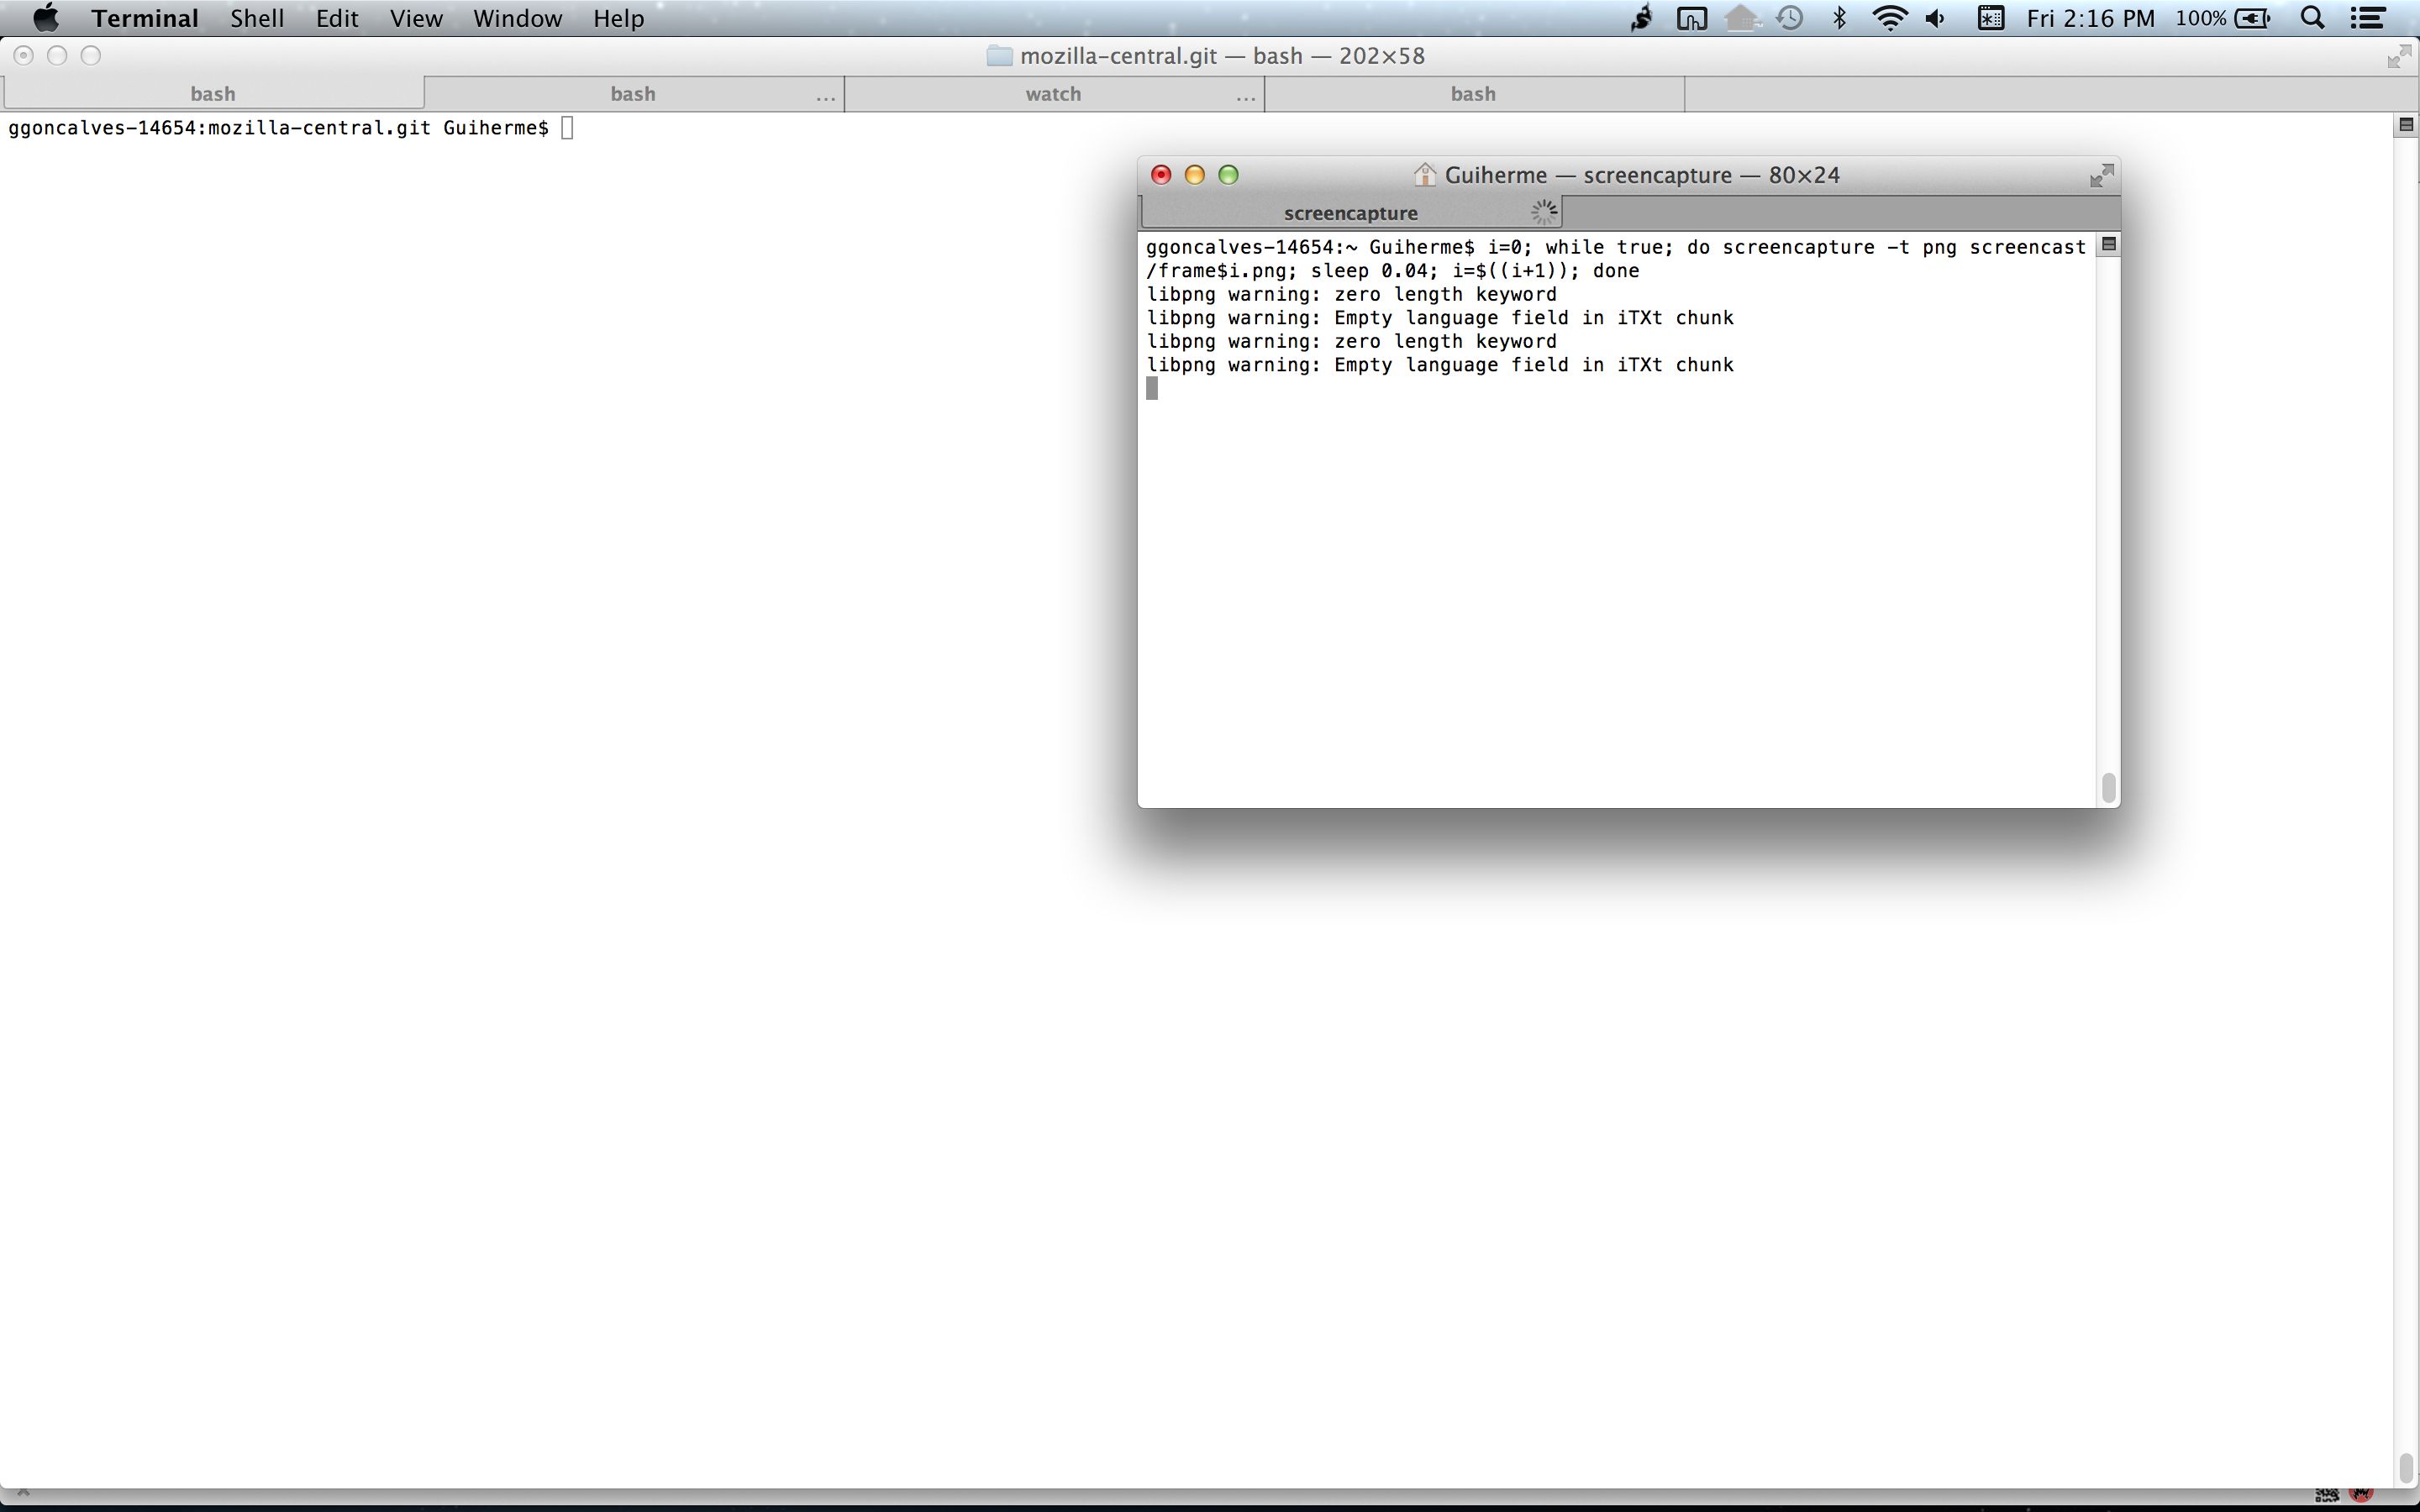 Terminal Shell Edit View Window Help Fri 2:16 PM 100%
mozilla-central.git — bash — 202×58
bash bash ... watch ... bash
ggoncalves-14654:mozilla-central.git Guiherme$
Guiherme — screencapture — 80×24
screencapture
ggoncalves-14654:~ Guiherme$ i=0; while true; do screencapture -t png screencast
/frame$i.png; sleep 0.04; i=$((i+1)); done
libpng warning: zero length keyword
libpng warning: Empty language field in iTXt chunk
libpng warning: zero length keyword
libpng warning: Empty language field in iTXt chunk